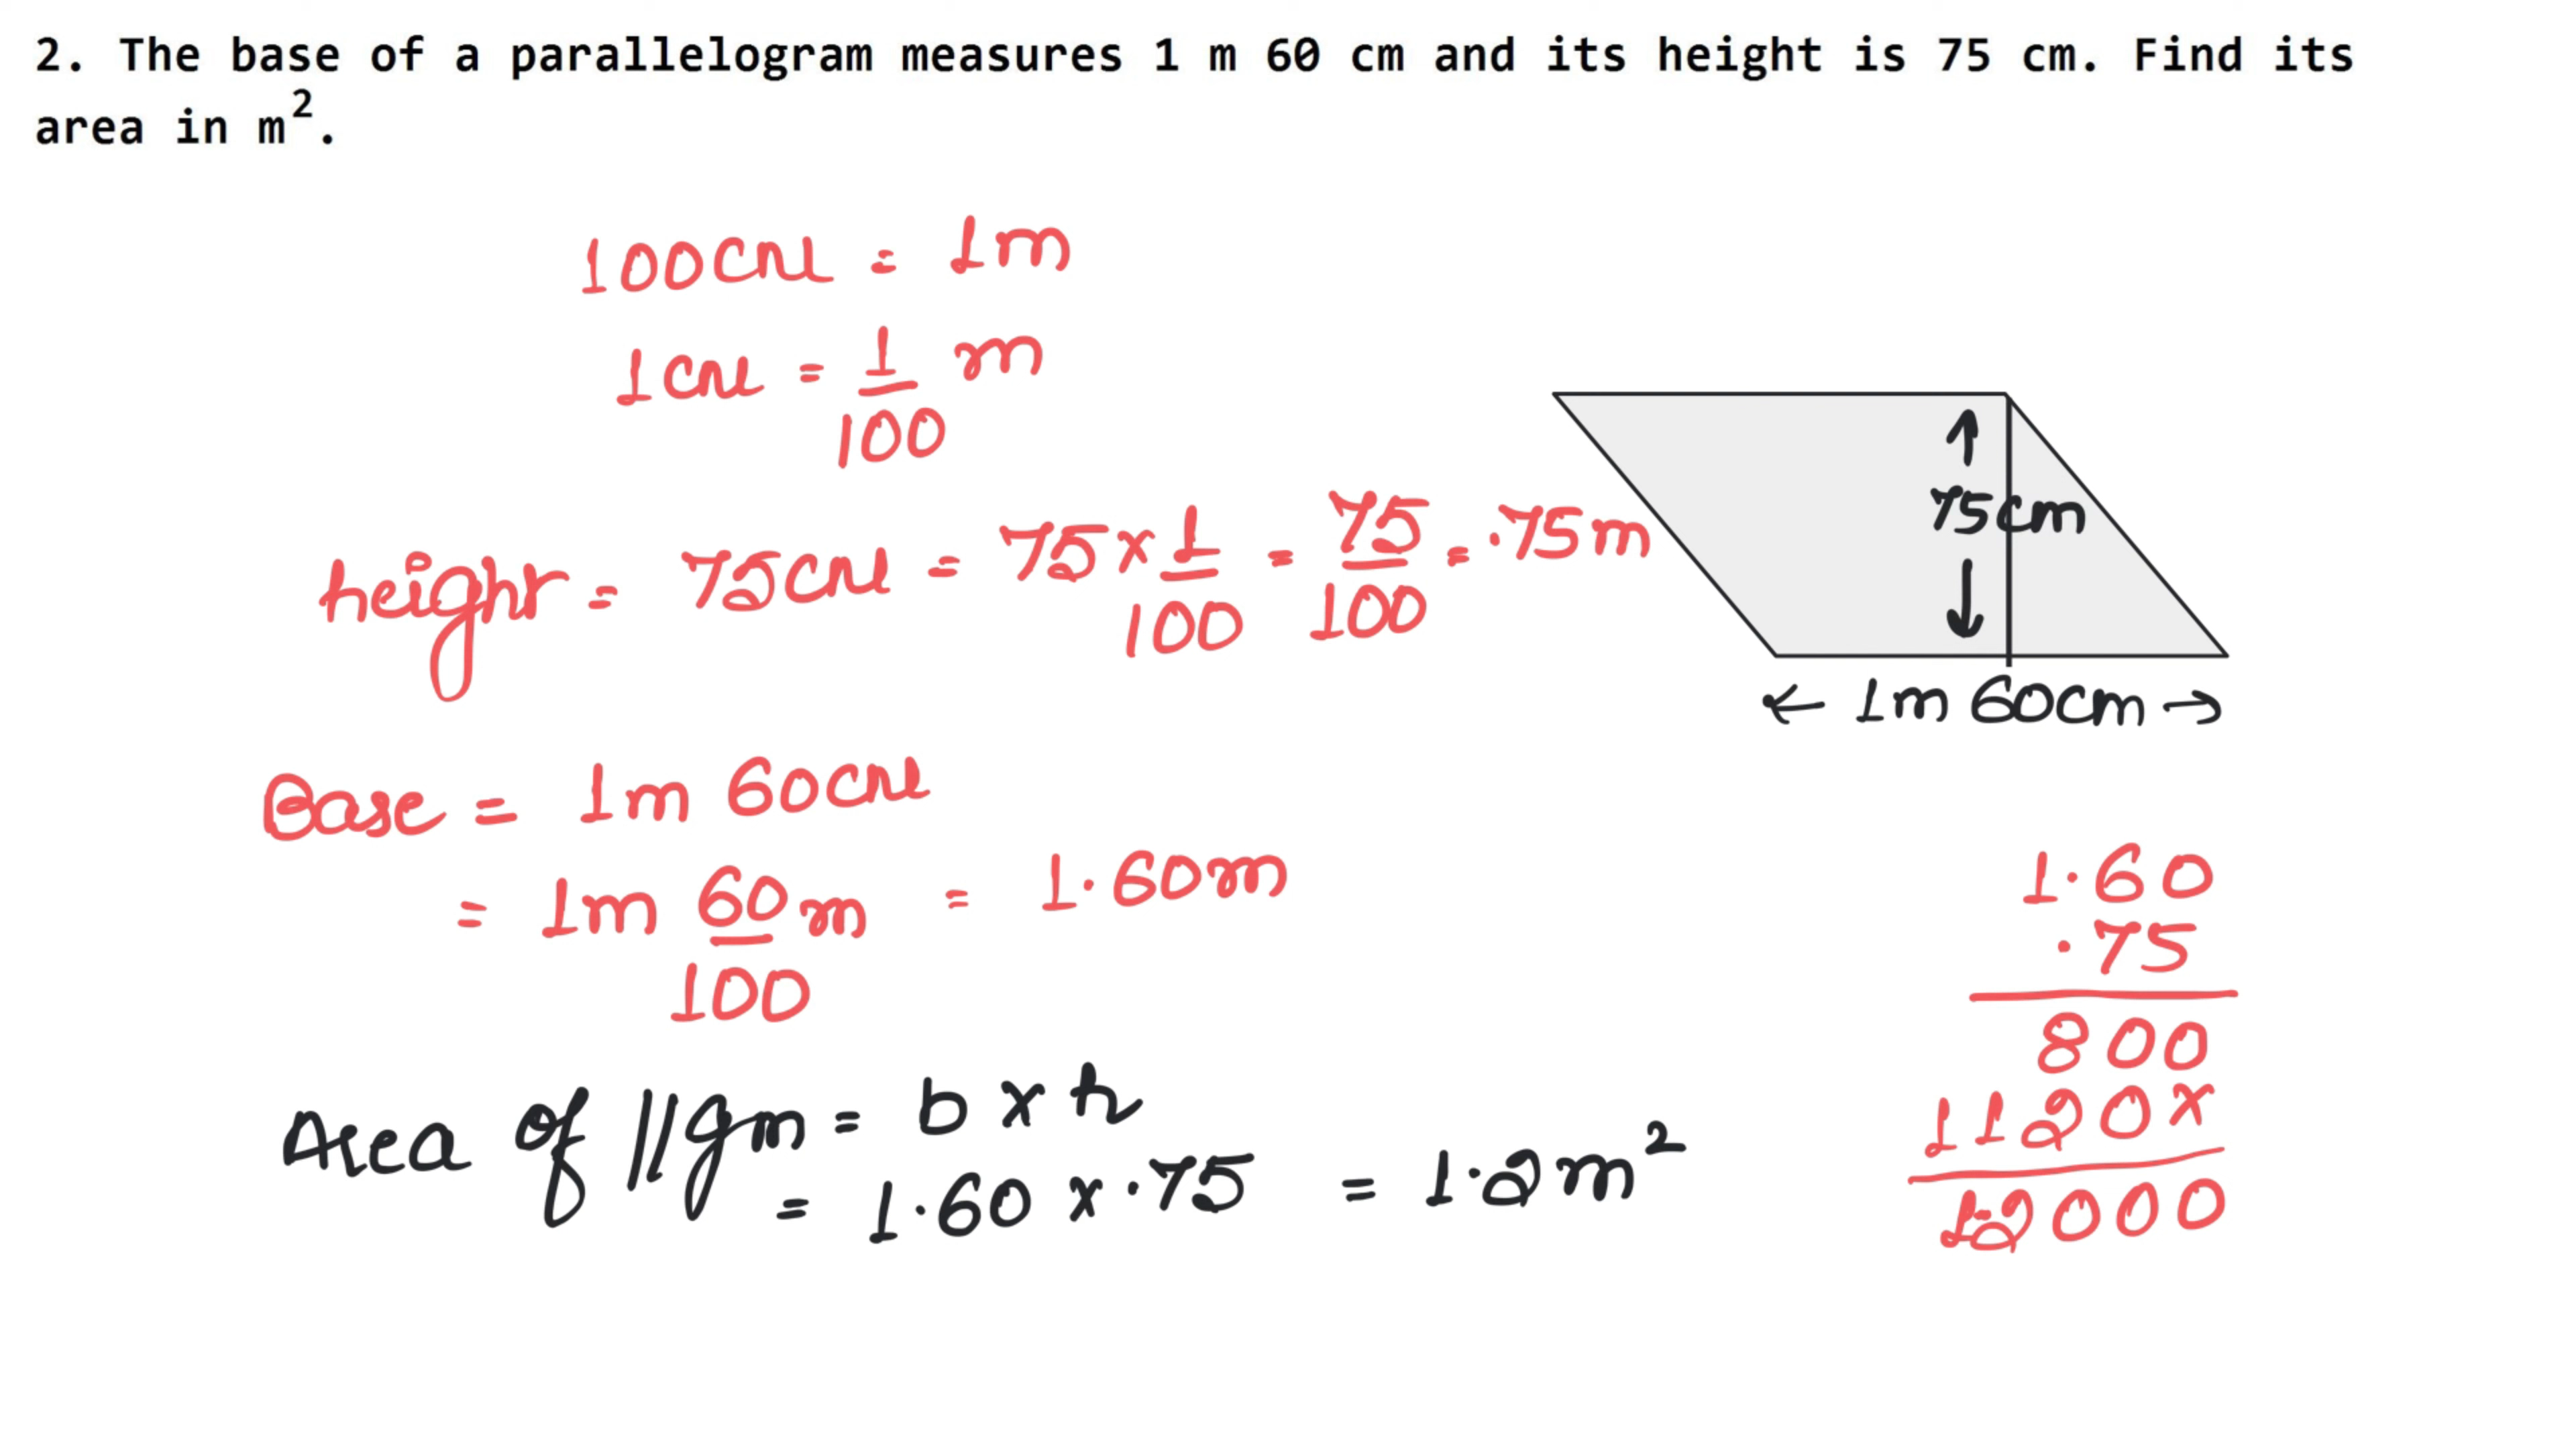 2. The base of a parallelogram measures 1 m 60 cm and its height is 75 cm. Find its
area in m².
100cm = 1m
1cm = 1/100 m
height = 75cm = 75 × 1/100 = 75/100 = .75m
75cm
1m 60cm
Base = 1m 60cm
= 1m 60/100 m = 1.60m
Area of //gm = b × h
= 1.60 × .75 = 1.2m²
1.60
.75
800
1120×
1.2000